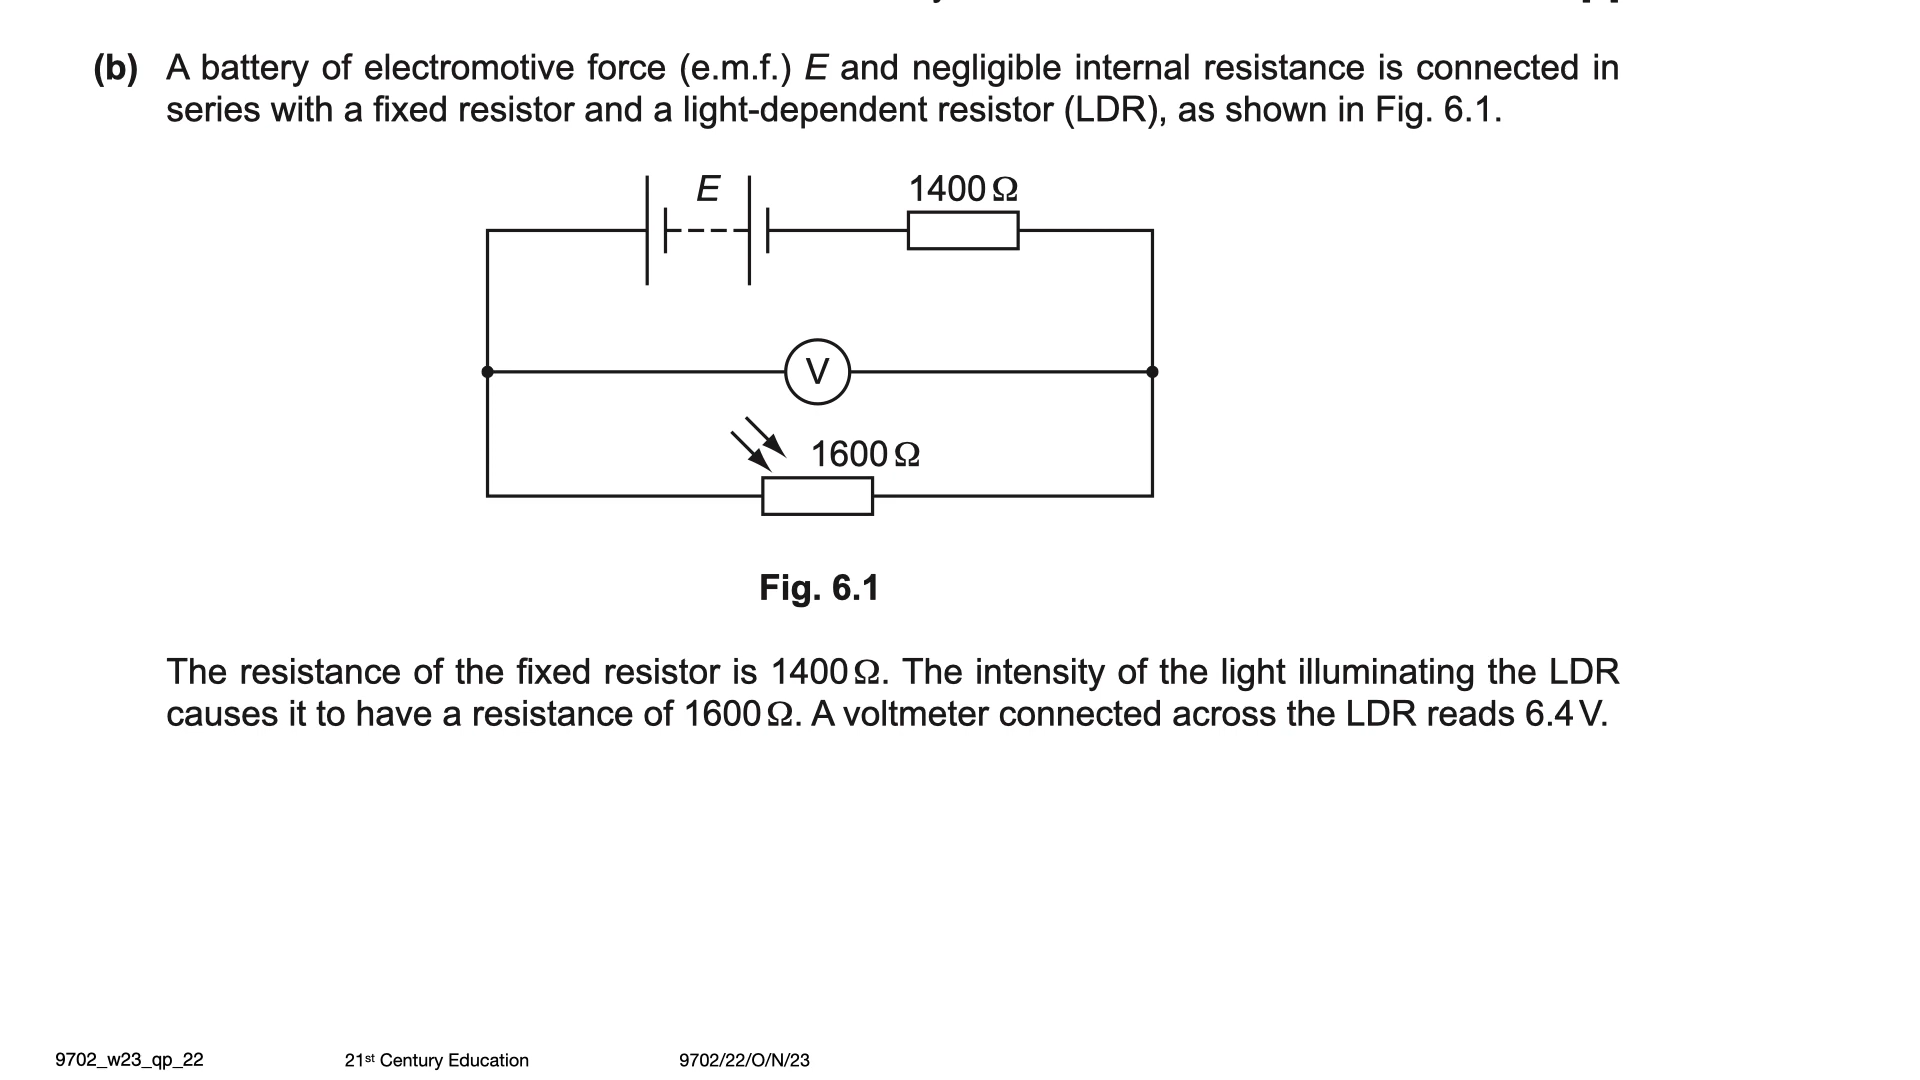 (b) A battery of electromotive force (e.m.f.) E and negligible internal resistance is connected in
series with a fixed resistor and a light-dependent resistor (LDR), as shown in Fig. 6.1.
E
1400 Ω
V
1600 Ω
Fig. 6.1
The resistance of the fixed resistor is 1400 Ω. The intensity of the light illuminating the LDR
causes it to have a resistance of 1600 Ω. A voltmeter connected across the LDR reads 6.4 V.
9702_w23_qp_22 21st Century Education 9702/22/O/N/23